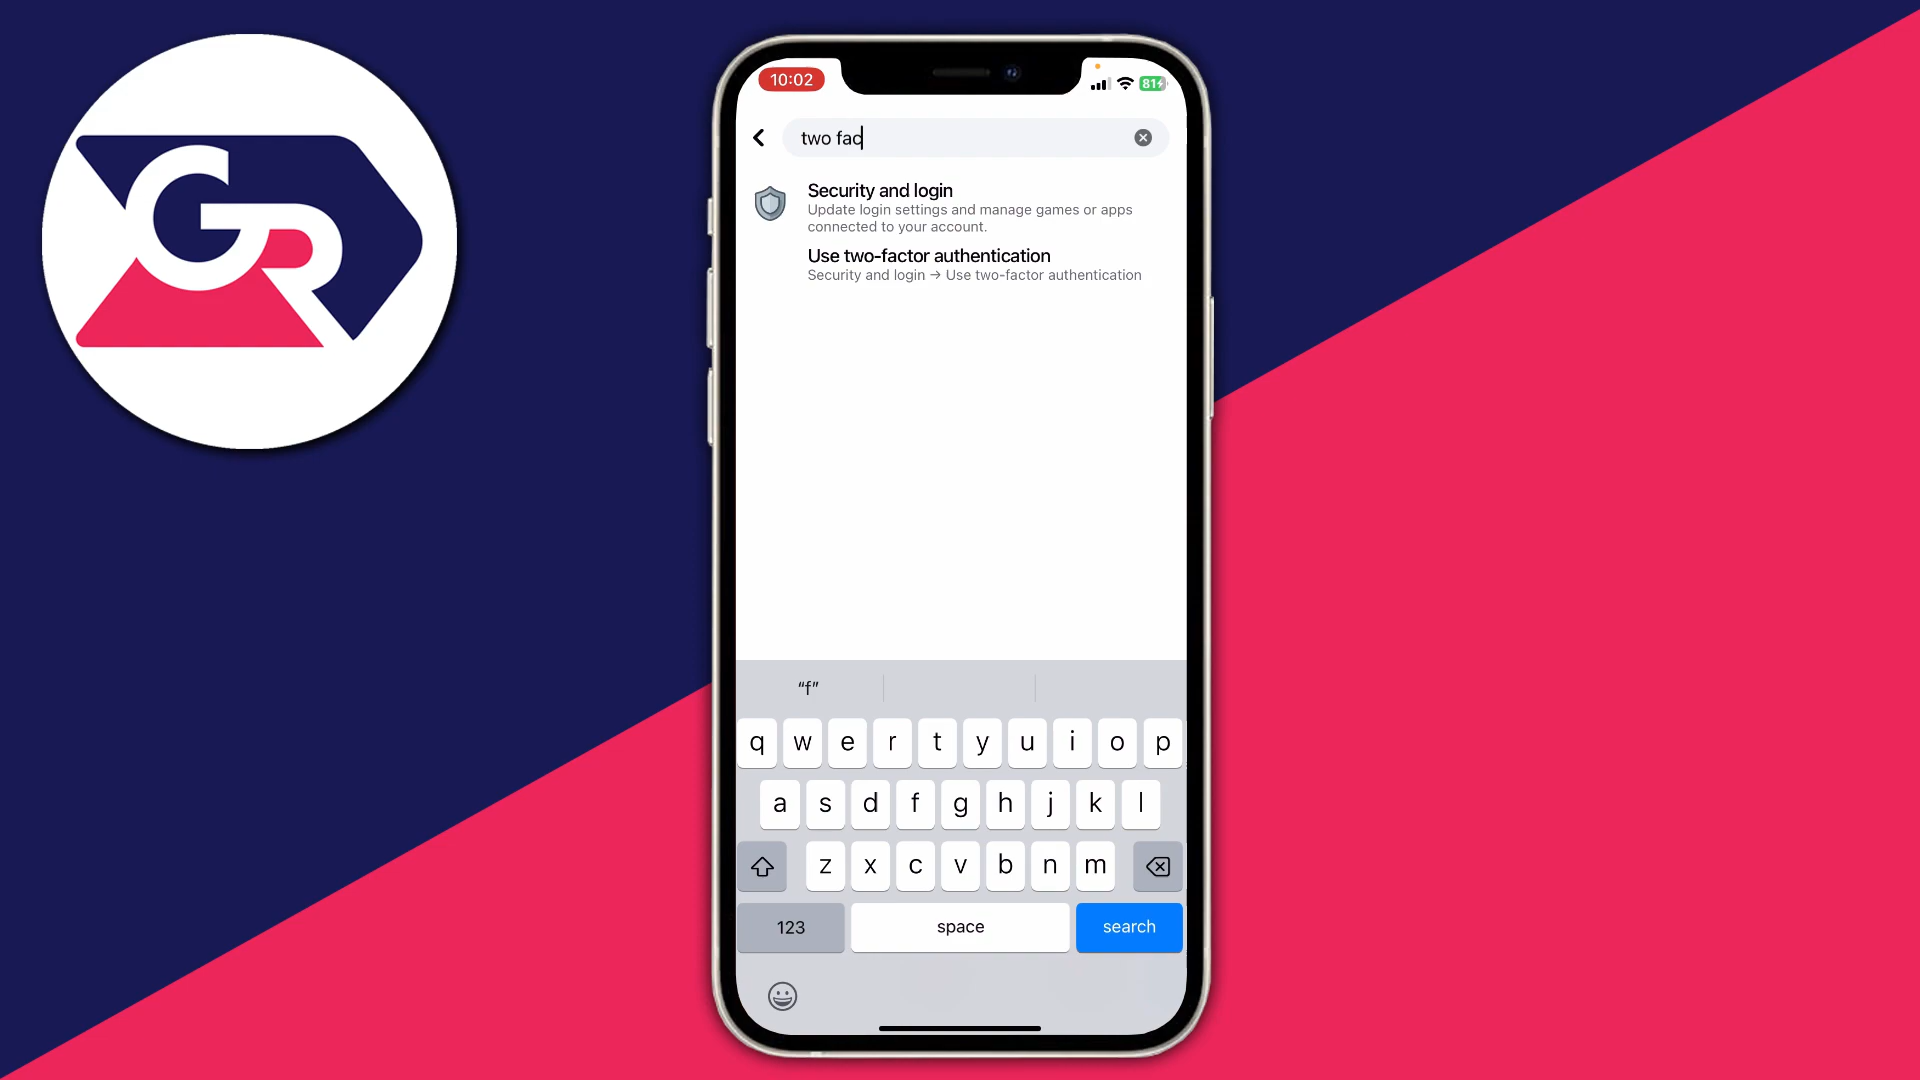 GR
10:02
81
two fac
Security and login
Update login settings and manage games or apps
connected to your account.
Use two-factor authentication
Security and login → Use two-factor authentication
“f”
q w e r t y u i o p
a s d f g h j k l
z x c v b n m
123 space search